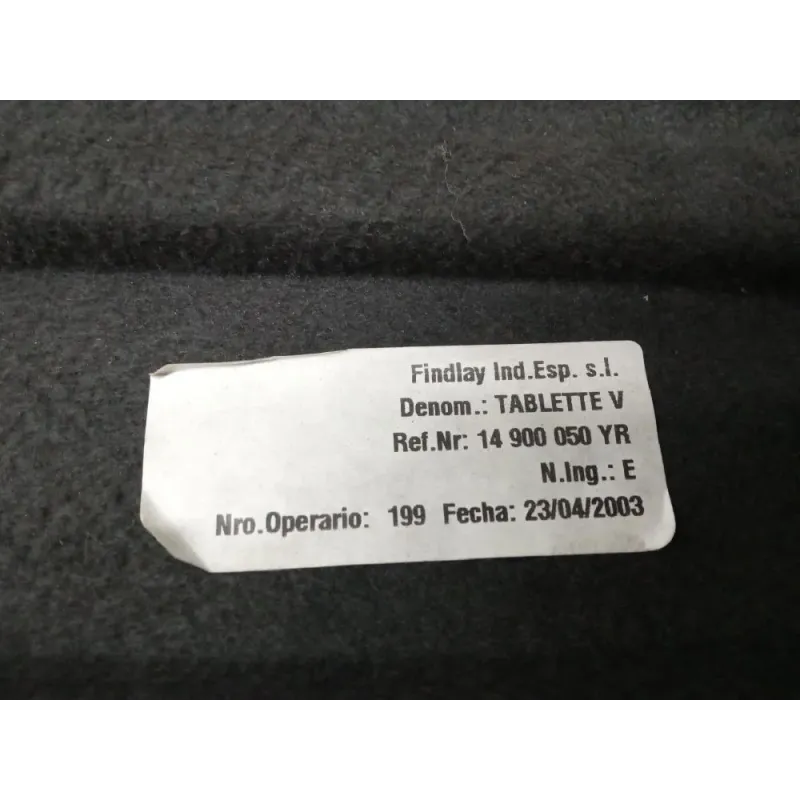 Findlay Ind.Esp. s.l.
Denom.: TABLETTE V
Ref.Nr: 14 900 050 YR
N.Ing.: E
Nro.Operario: 199 Fecha: 23/04/2003